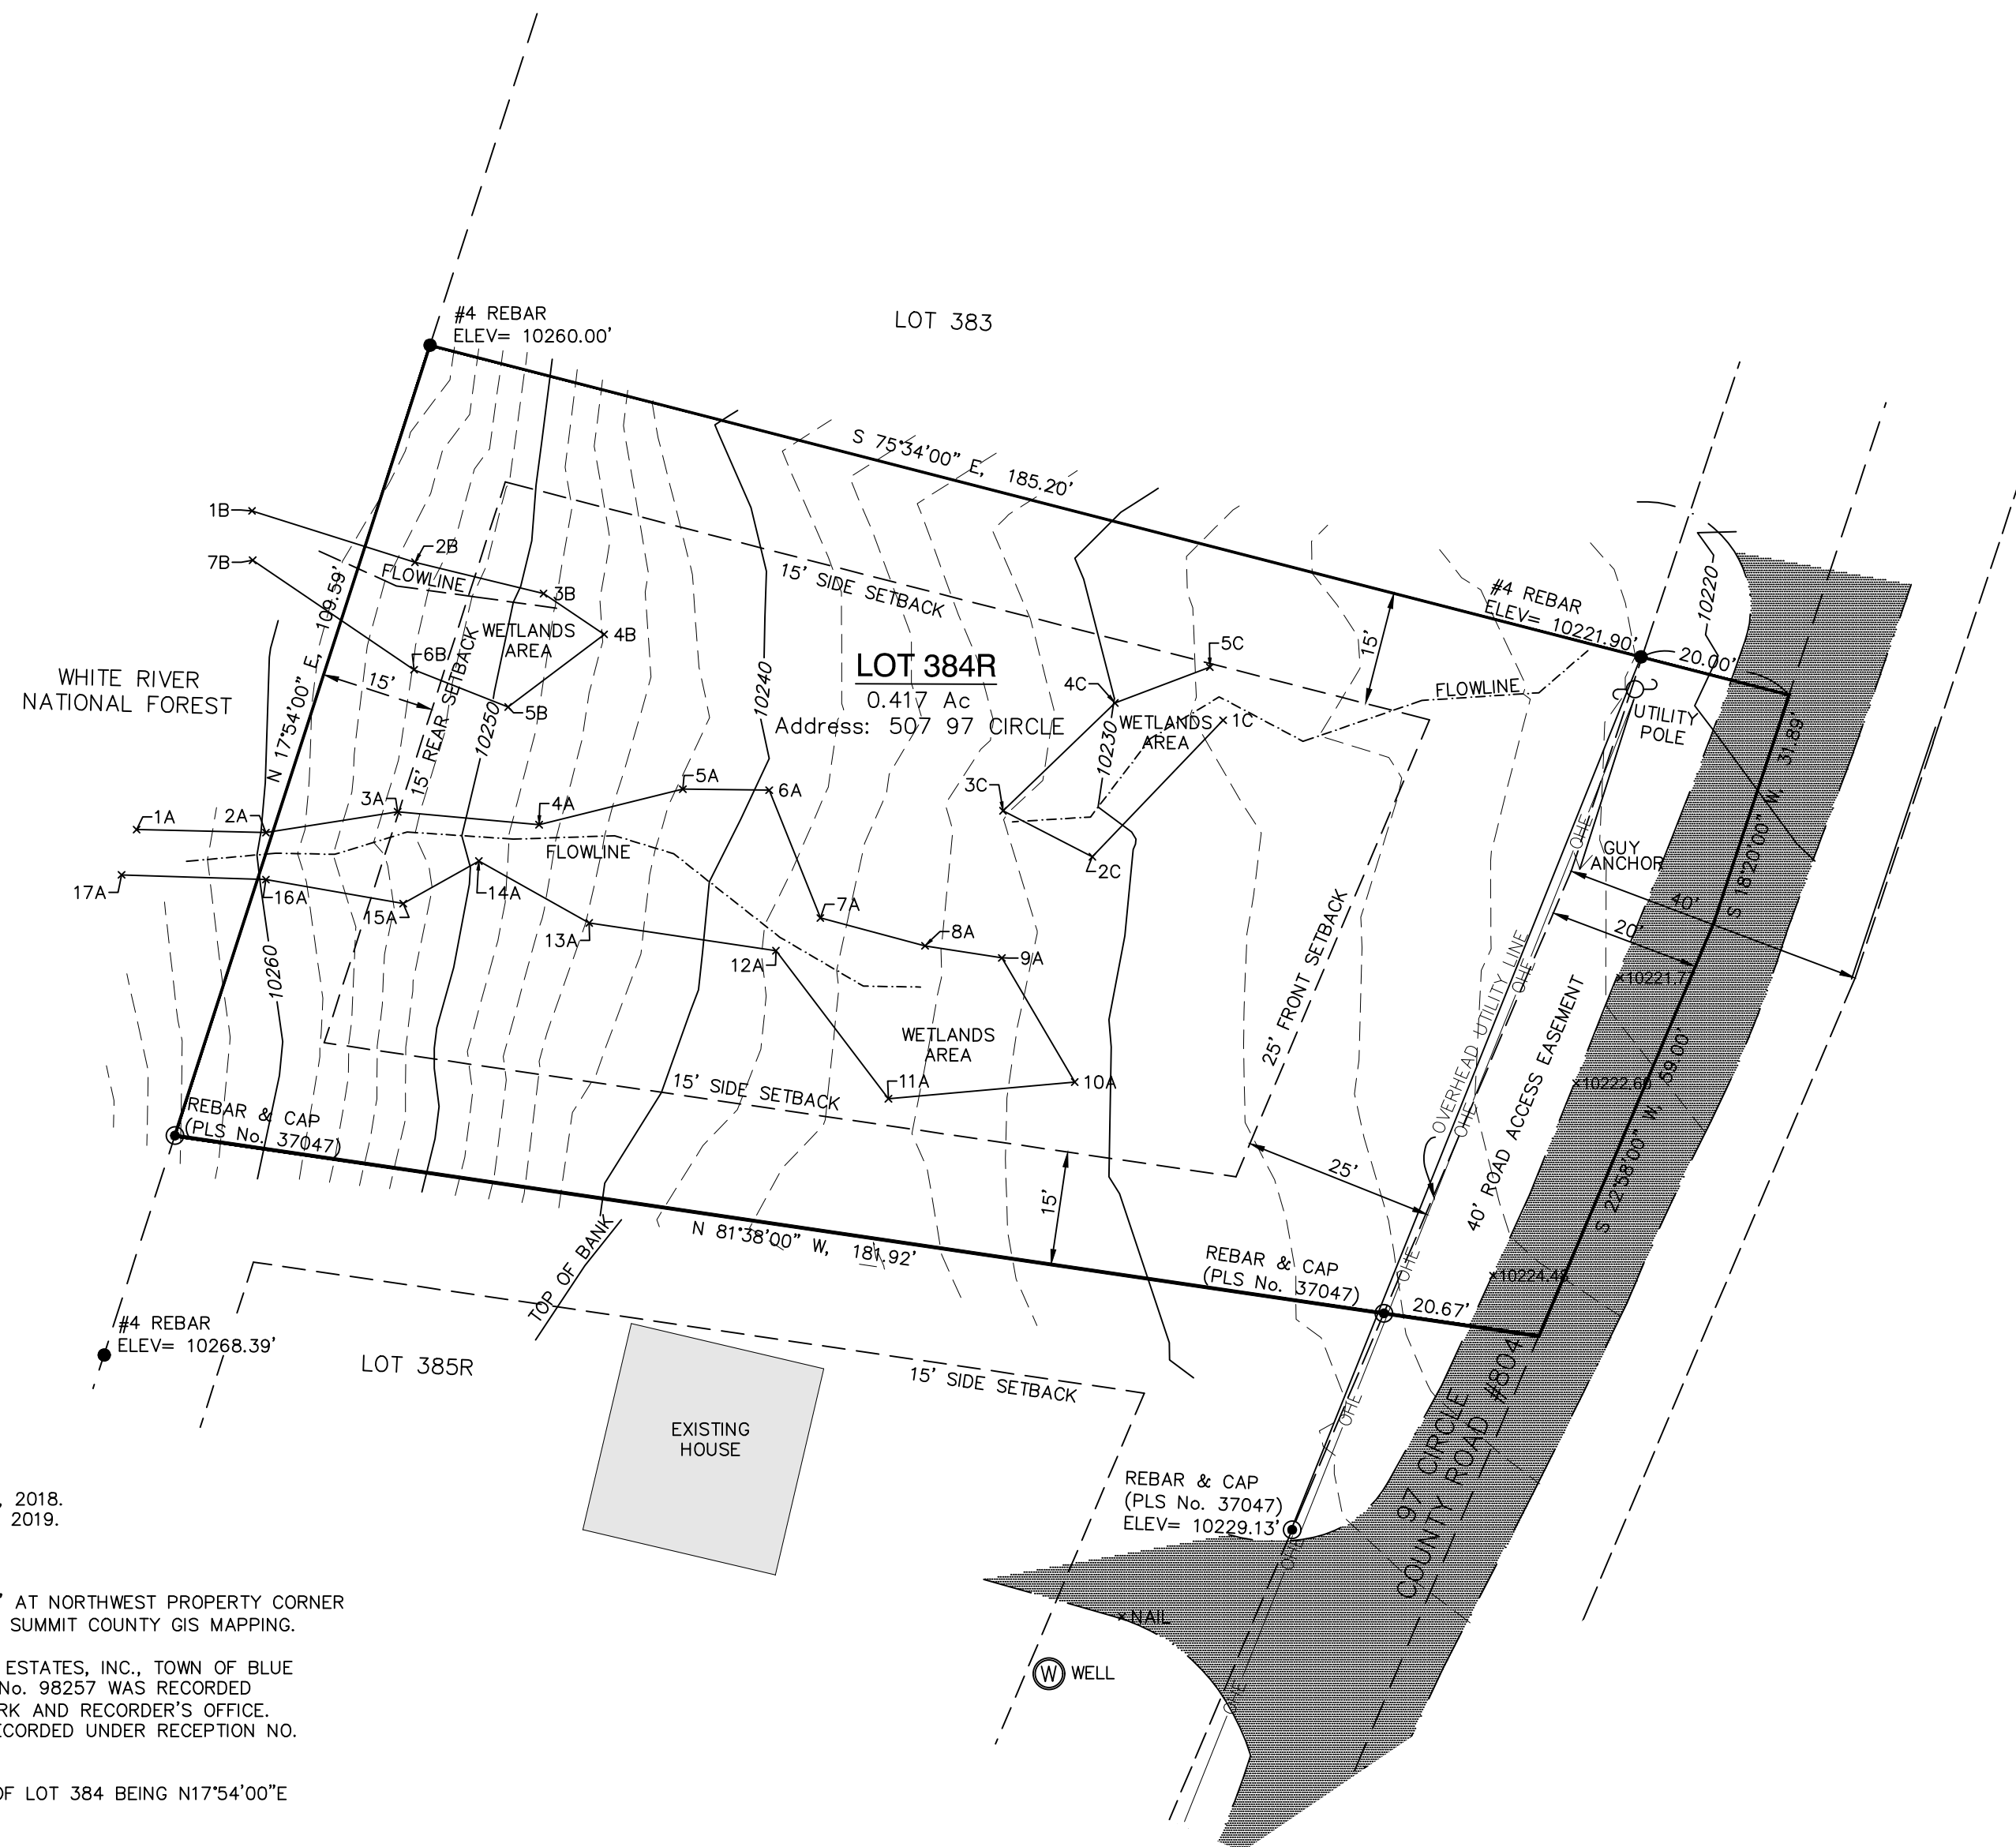 LOT 383
#4 REBAR
ELEV= 10260.00'
S 75°34'00" E, 185.20'
1B
2B
7B
FLOWLINE
3B
WETLANDS
AREA
4B
6B
5B
N 17°54'00" E, 109.59'
15'
15' REAR SETBACK
WHITE RIVER
NATIONAL FOREST
15' SIDE SETBACK
#4 REBAR
ELEV= 10221.90'
20.00'
10220
15'
5C
LOT 384R
0.417 Ac
Address: 507 97 CIRCLE
4C
WETLANDS
AREA
1C
FLOWLINE
UTILITY
POLE
31.89'
S 18°20'00" W,
10250
10240
10230
3C
2C
1A
2A
3A
4A
5A
6A
FLOWLINE
17A
16A
15A
14A
13A
12A
7A
8A
9A
10260
WETLANDS
AREA
11A
10A
OHE
GUY
ANCHOR
40'
20'
25' FRONT SETBACK
OVERHEAD UTILITY LINE
OHE
OHE
40' ROAD ACCESS EASEMENT
10221.7
10222.6
S 22°58'00" W, 59.00'
15' SIDE SETBACK
25'
15'
REBAR & CAP
(PLS No. 37047)
N 81°38'00" W, 181.92'
REBAR & CAP
(PLS No. 37047)
20.67'
OHE
10224.4
TOP OF BANK
#4 REBAR
ELEV= 10268.39'
LOT 385R
15' SIDE SETBACK
OHE
EXISTING
HOUSE
97 CIRCLE
COUNTY ROAD #804
REBAR & CAP
(PLS No. 37047)
ELEV= 10229.13'
OHE
NAIL
W WELL
OHE
, 2018.
2019.
' AT NORTHWEST PROPERTY CORNER
SUMMIT COUNTY GIS MAPPING.
ESTATES, INC., TOWN OF BLUE
No. 98257 WAS RECORDED
RK AND RECORDER'S OFFICE.
ECORDED UNDER RECEPTION NO.
OF LOT 384 BEING N17°54'00"E